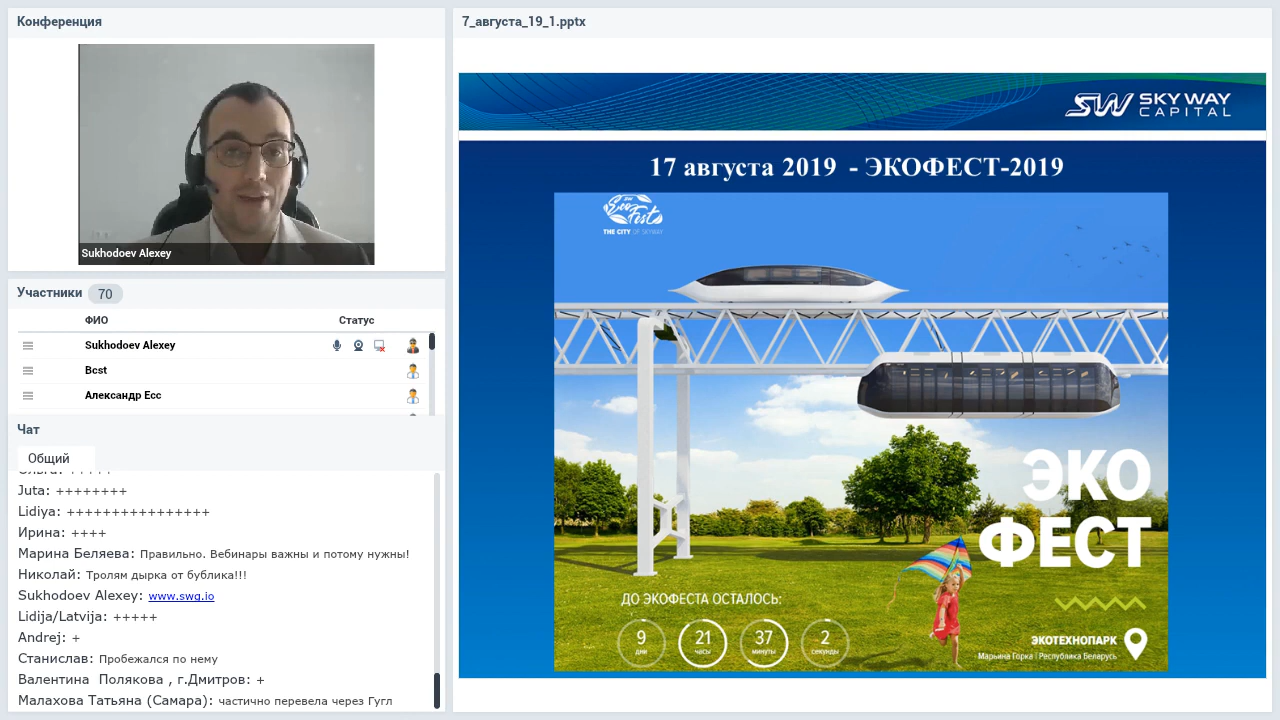 Конференция
Sukhodoev Alexey
Участники 70
ФИО Статус
Sukhodoev Alexey
Bcst
Александр Есс
Чат
Общий
Juta: ++++++++
Lidiya: ++++++++++++++++
Ирина: ++++
Марина Беляева: Правильно. Вебинары важны и потому нужны!
Николай: Тролям дырка от бублика!!!
Sukhodoev Alexey: www.swg.io
Lidija/Latvija: +++++
Andrej: +
Станислав: Пробежался по нему
Валентина Полякова , г.Дмитров: +
Малахова Татьяна (Самара): частично перевела через Гугл
7_августа_19_1.pptx
SW SKY WAY
CAPITAL
17 августа 2019 - ЭКОФЕСТ-2019
Eco
Fest
THE CITY OF SKYWAY
ЭКО
ФЕСТ
ДО ЭКОФЕСТА ОСТАЛОСЬ:
9 21 37 2
дни часы минуты секунды
ЭКОТЕХНОПАРК
Марьина Горка | Республика Беларусь